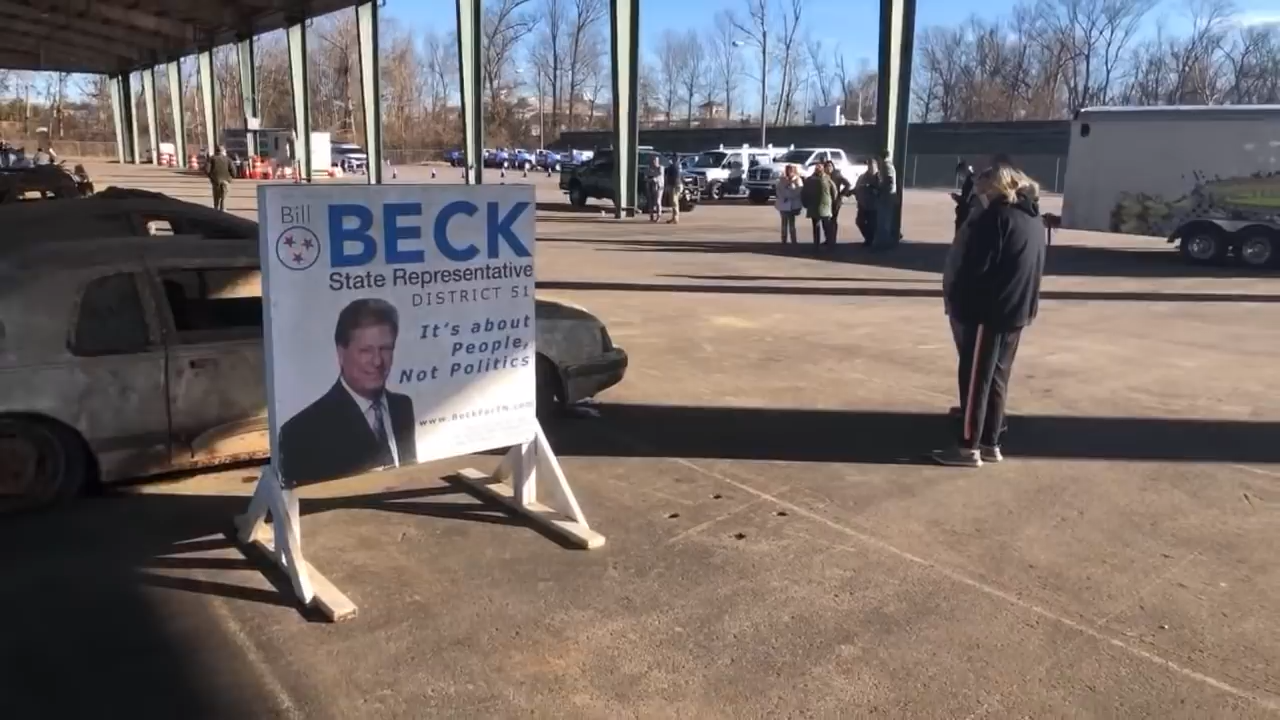 Bill
BECK
State Representative
DISTRICT 51
It's about
People,
Not Politics
www.BeckForTN.com